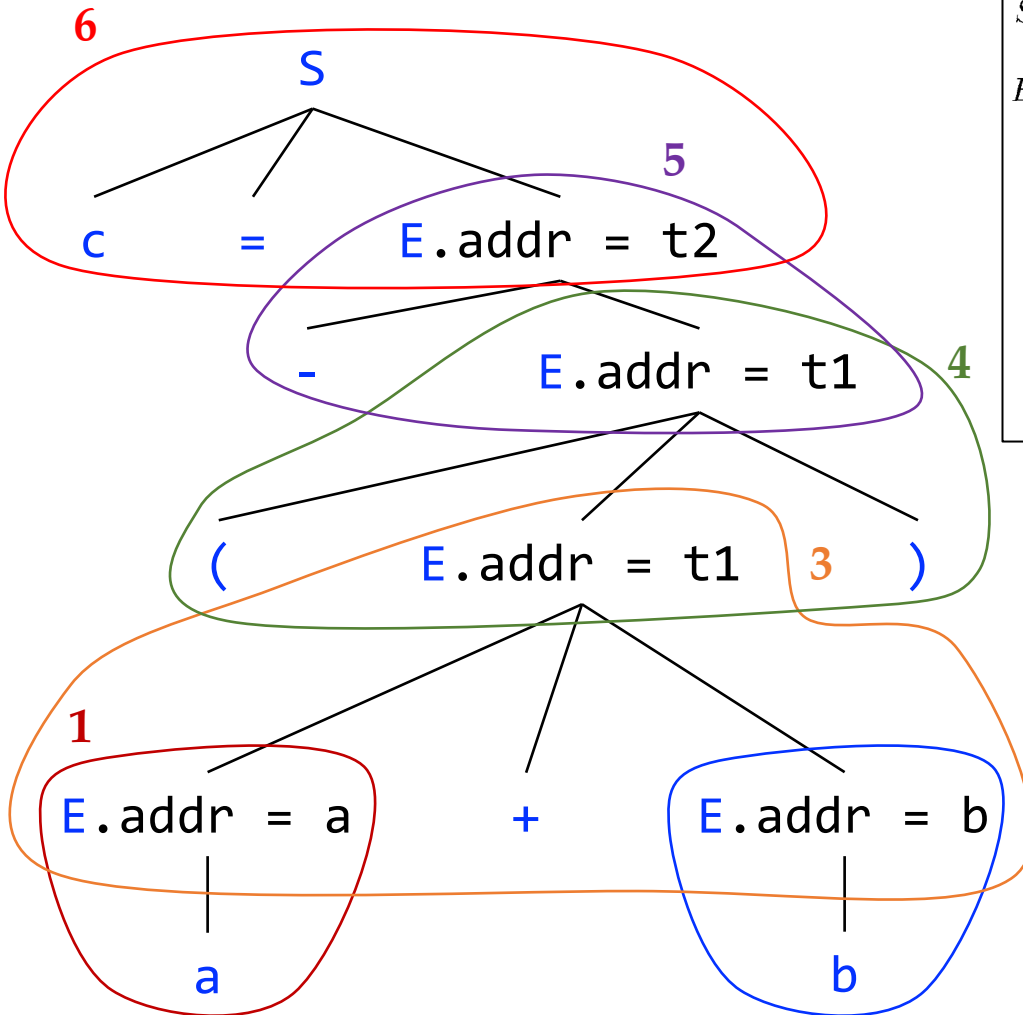 6
S
5
c = E.addr = t2
4
- E.addr = t1
( E.addr = t1 3 )
1
E.addr = a + E.addr = b
a b